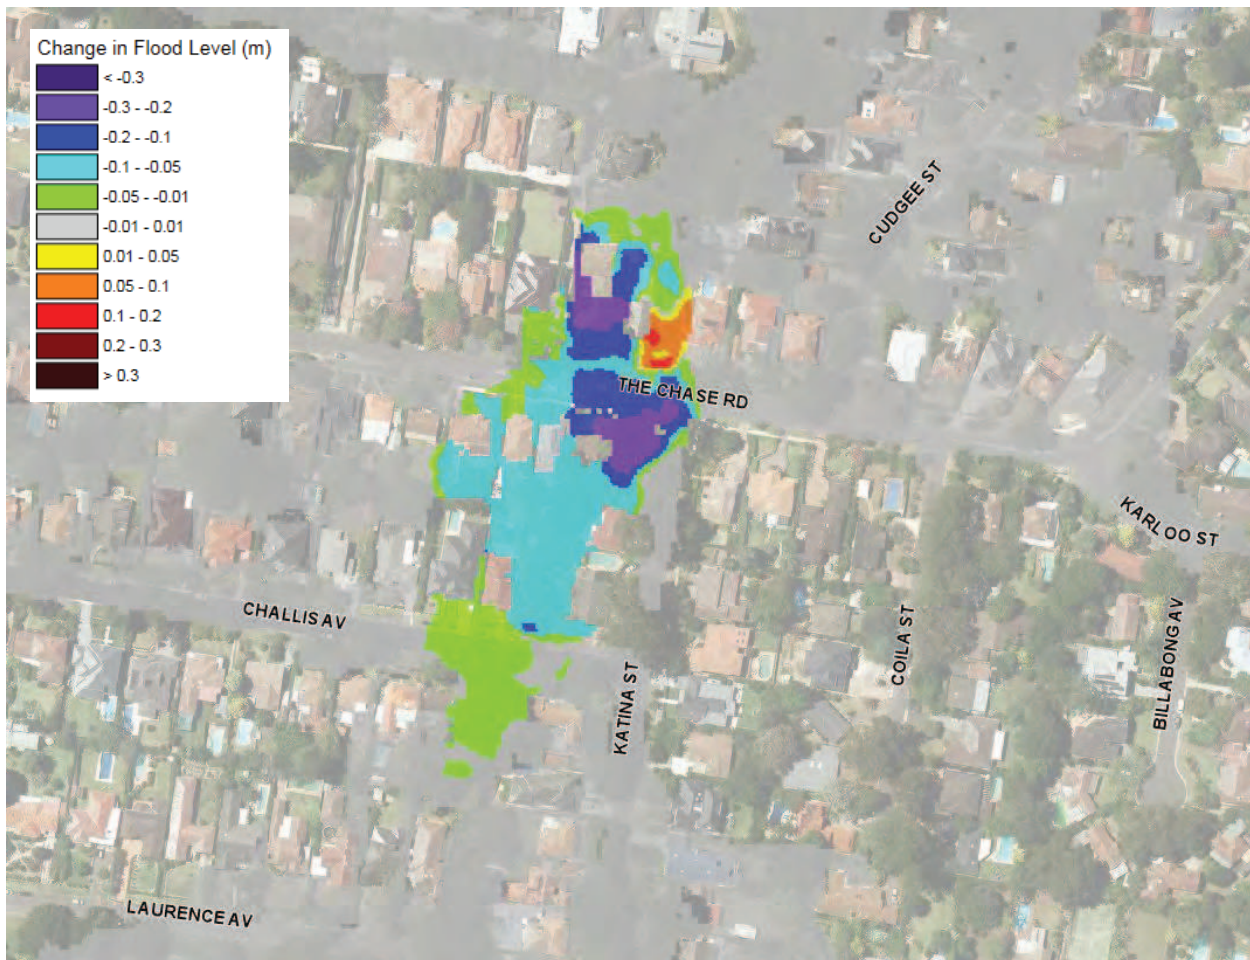 Change in Flood Level (m)
< -0.3
-0.3 - -0.2
-0.2 - -0.1
-0.1 - -0.05
-0.05 - -0.01
-0.01 - 0.01
0.01 - 0.05
0.05 - 0.1
0.1 - 0.2
0.2 - 0.3
> 0.3
CUDGEE ST
THE CHASE RD
KARLOO ST
CHALLIS AV
COILA ST
BILLABONG AV
KATINA ST
LAURENCE AV